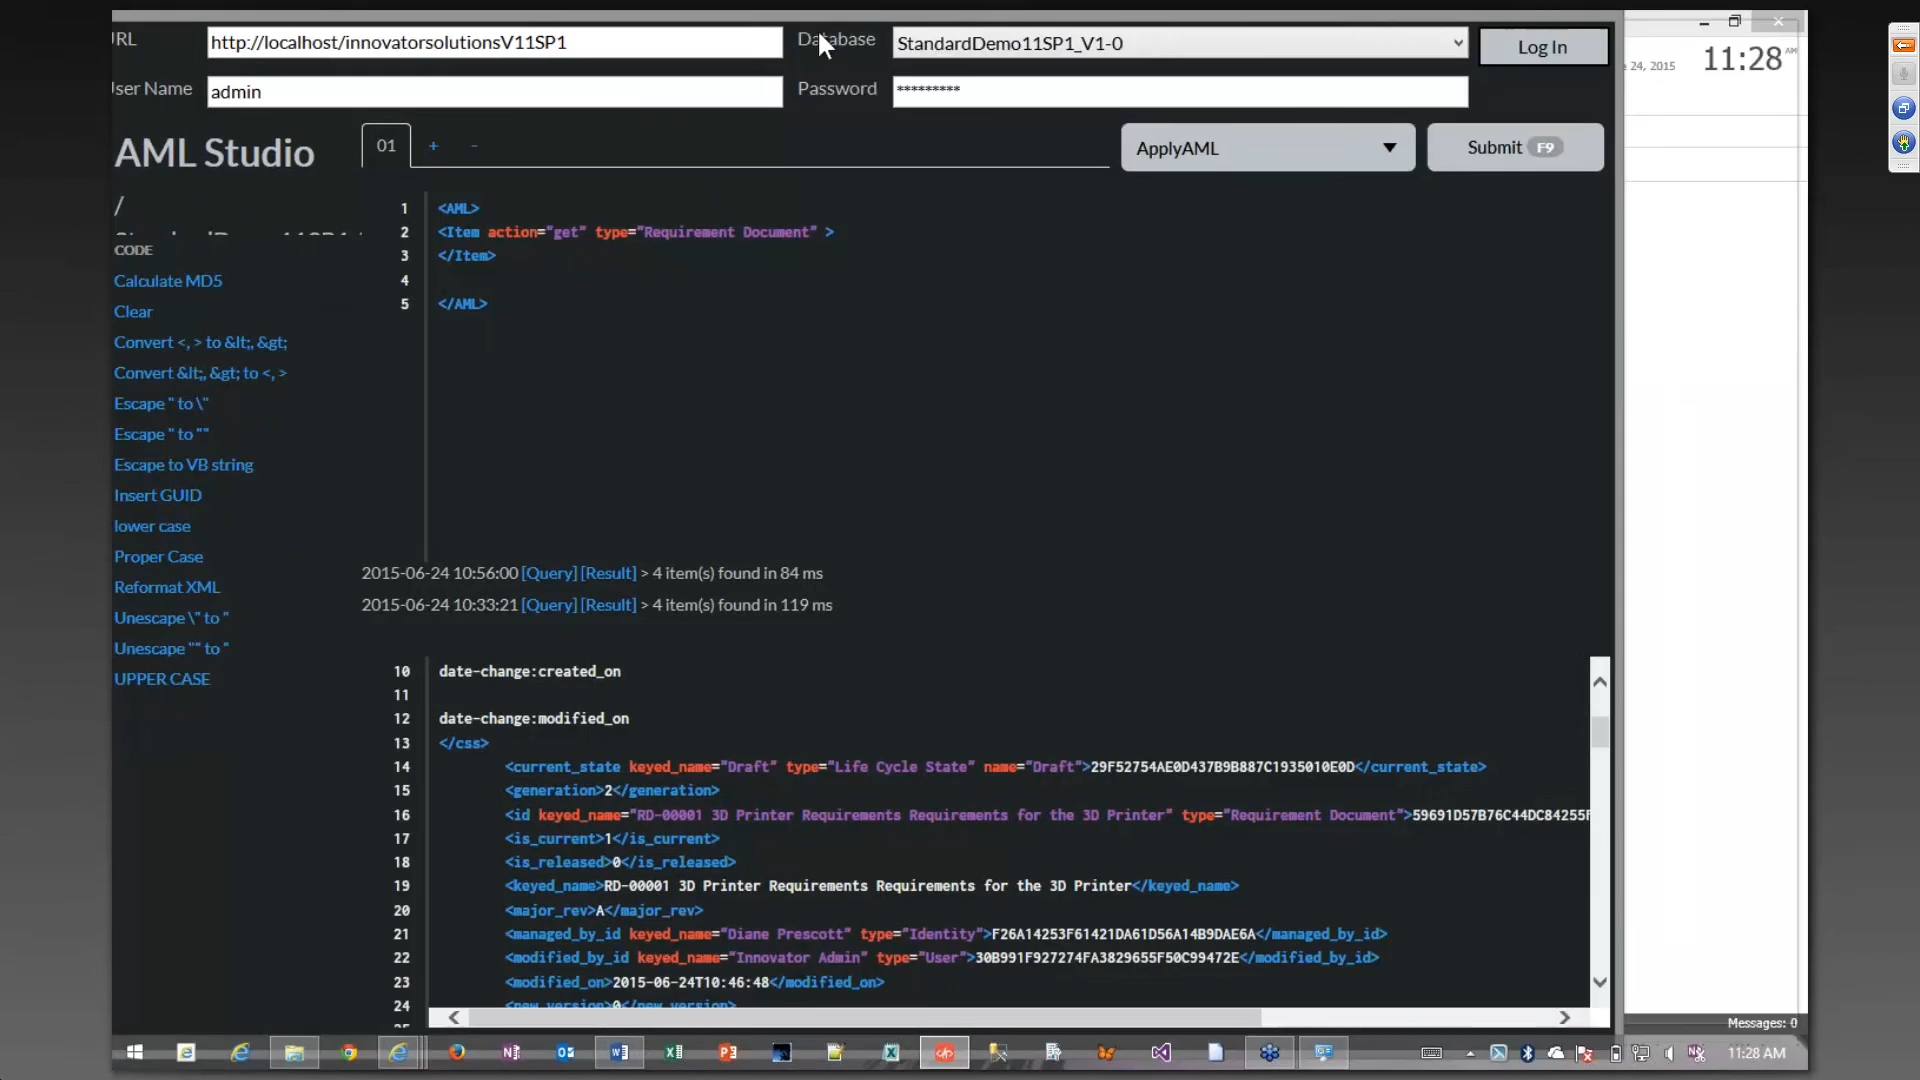 URL
http://localhost/innovatorsolutionsV11SP1
Database
StandardDemo11SP1_V1-0
Log In
User Name
admin
Password
*********
24, 2015
11:28 AM
AML Studio
01
+
-
ApplyAML
Submit F9
/
CODE
Calculate MD5
Clear
Convert <, > to &lt;, &gt;
Convert &lt;, &gt; to <, >
Escape " to \"
Escape " to ""
Escape to VB string
Insert GUID
lower case
Proper Case
Reformat XML
Unescape \" to "
Unescape "" to "
UPPER CASE
1 <AML>
2 <Item action="get" type="Requirement Document" >
3 </Item>
4
5 </AML>
2015-06-24 10:56:00 [Query] [Result] > 4 item(s) found in 84 ms
2015-06-24 10:33:21 [Query] [Result] > 4 item(s) found in 119 ms
10 date-change:created_on
11
12 date-change:modified_on
13 </css>
14 <current_state keyed_name="Draft" type="Life Cycle State" name="Draft">29F52754AE0D437B9B887C1935010E0D</current_state>
15 <generation>2</generation>
16 <id keyed_name="RD-00001 3D Printer Requirements Requirements for the 3D Printer" type="Requirement Document">59691D57B76C44DC84255F
17 <is_current>1</is_current>
18 <is_released>0</is_released>
19 <keyed_name>RD-00001 3D Printer Requirements Requirements for the 3D Printer</keyed_name>
20 <major_rev>A</major_rev>
21 <managed_by_id keyed_name="Diane Prescott" type="Identity">F26A14253F61421DA61D56A14B9DAE6A</managed_by_id>
22 <modified_by_id keyed_name="Innovator Admin" type="User">30B991F927274FA3829655F50C99472E</modified_by_id>
23 <modified_on>2015-06-24T10:46:48</modified_on>
24 <new_version>0</new_version>
Messages: 0
11:28 AM